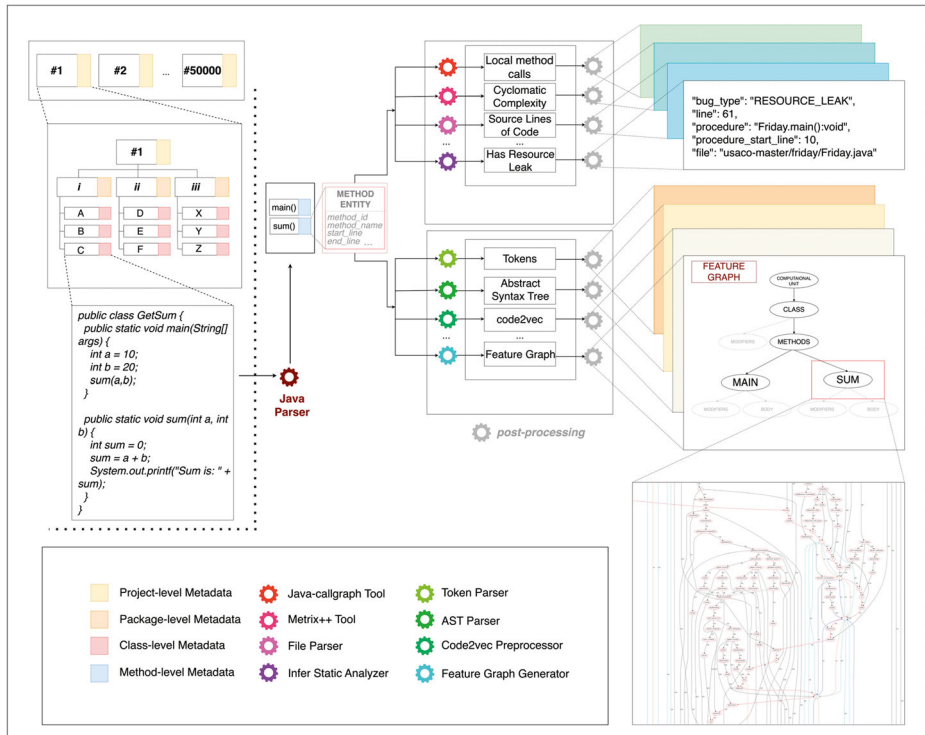 #1
#2
...
#50000
#1
i
ii
iii
A
D
X
B
E
Y
C
F
Z
public class GetSum {
public static void main(String[]
args) {
int a = 10;
int b = 20;
sum(a,b);
}
public static void sum(int a, int
b) {
int sum = 0;
sum = a + b;
System.out.printf("Sum is: " +
sum);
}
}
Java
Parser
main()
sum()
METHOD
ENTITY
method_id
method_name
start_line
end_line ...
Local method
calls
Cyclomatic
Complexity
Source Lines
of Code
...
...
Has Resource
Leak
"bug_type": "RESOURCE_LEAK",
"line": 61,
"procedure": "Friday.main():void",
"procedure_start_line": 10,
"file": "usaco-master/friday/Friday.java"
Tokens
Abstract
Syntax Tree
code2vec
...
...
Feature Graph
post-processing
FEATURE
GRAPH
COMPUTAIONAL
UNIT
CLASS
MODIFIERS
METHODS
MAIN
SUM
MODIFIERS
BODY
MODIFIERS
BODY
Project-level Metadata
Package-level Metadata
Class-level Metadata
Method-level Metadata
Java-callgraph Tool
Metrix++ Tool
File Parser
Infer Static Analyzer
Token Parser
AST Parser
Code2vec Preprocessor
Feature Graph Generator